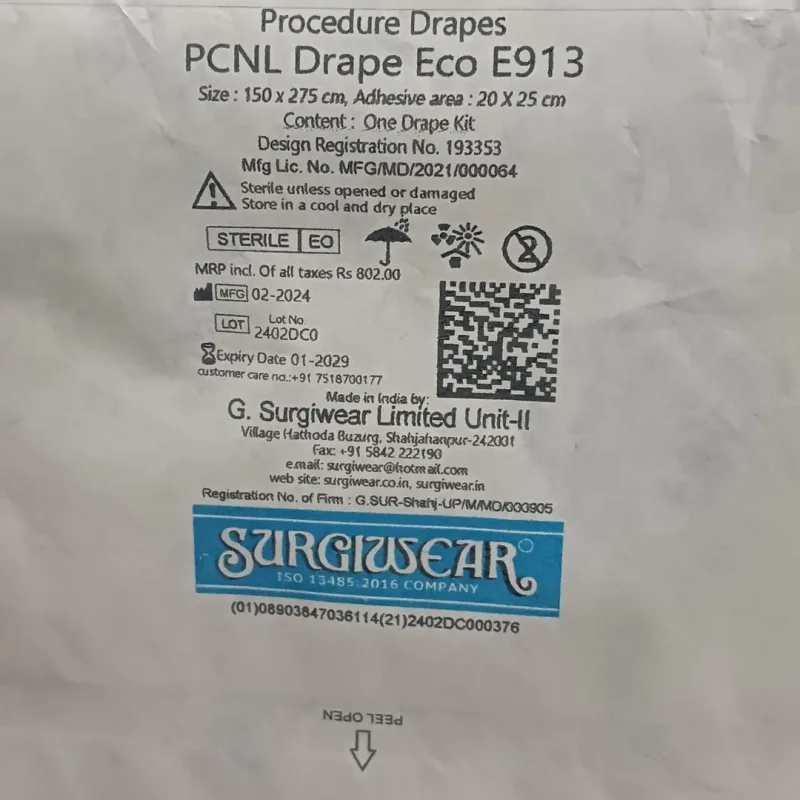 Procedure Drapes
PCNL Drape Eco E913
Size : 150 x 275 cm, Adhesive area : 20 X 25 cm
Content : One Drape Kit
Design Registration No. 193353
Mfg Lic. No. MFG/MD/2021/000064
Sterile unless opened or damaged
Store in a cool and dry place
STERILE EO
2
MRP incl. Of all taxes Rs 802.00
MFG 02-2024
LOT Lot No. 2402DC0
Expiry Date 01-2029
customer care no.:+91 7518700177
Made in India by:
G. Surgiwear Limited Unit-II
Village Hathoda Buzurg, Shahjahanpur-242001
Fax: +91 5842 222190
e.mail: surgiwear@hotmail.com
web site: surgiwear.co.in, surgiwear.in
Registration No. of Firm : G.SUR-Shahj-UP/M/MD/000905
SURGIWEAR
ISO 13485:2016 COMPANY
(01)08903847036114(21)2402DC000376
PEEL OPEN